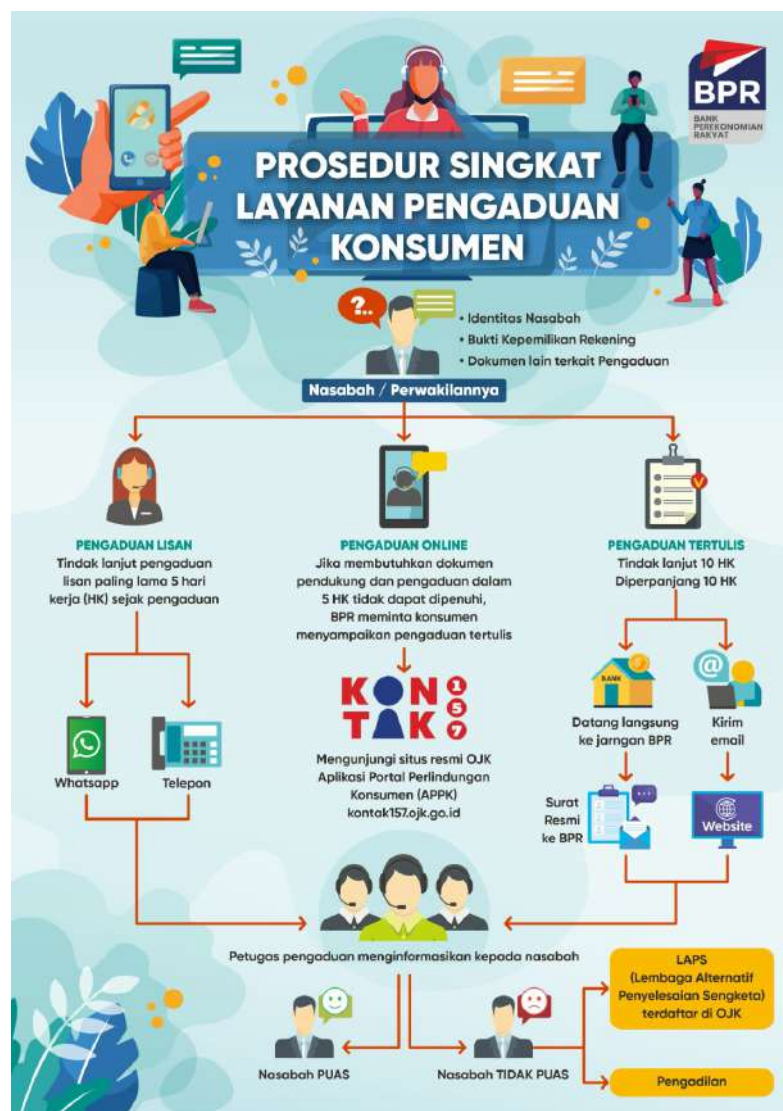 BPR
BANK
PEREKONOMIAN
RAKYAT
PROSEDUR SINGKAT
LAYANAN PENGADUAN
KONSUMEN
?..
• Identitas Nasabah
• Bukti Kepemilikan Rekening
• Dokumen lain terkait Pengaduan
Nasabah / Perwakilannya
PENGADUAN LISAN
Tindak lanjut pengaduan
lisan paling lama 5 hari
kerja (HK) sejak pengaduan
Whatsapp
Telepon
PENGADUAN ONLINE
Jika membutuhkan dokumen
pendukung dan pengaduan dalam
5 HK tidak dapat dipenuhi,
BPR meminta konsumen
menyampaikan pengaduan tertulis
KONTAK 157
Mengunjungi situs resmi OJK
Aplikasi Portal Perlindungan
Konsumen (APPK)
kontak157.ojk.go.id
PENGADUAN TERTULIS
Tindak lanjut 10 HK
Diperpanjang 10 HK
BANK
@
Datang langsung
ke jarngan BPR
Kirim
email
Surat
Resmi
ke BPR
Website
Petugas pengaduan menginformasikan kepada nasabah
Nasabah PUAS
Nasabah TIDAK PUAS
LAPS
(Lembaga Alternatif
Penyelesaian Sengketa)
terdaftar di OJK
Pengadilan